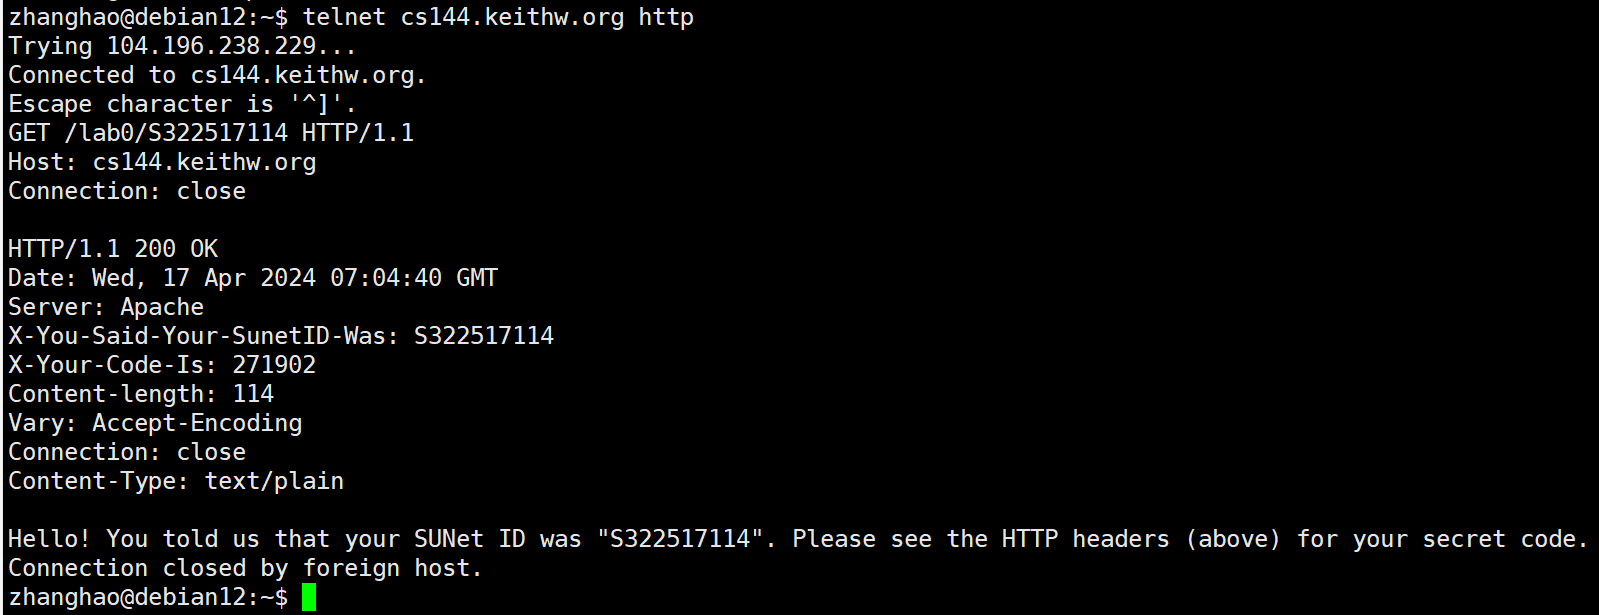 zhanghao@debian12:~$ telnet cs144.keithw.org http
Trying 104.196.238.229...
Connected to cs144.keithw.org.
Escape character is '^]'.
GET /lab0/S322517114 HTTP/1.1
Host: cs144.keithw.org
Connection: close

HTTP/1.1 200 OK
Date: Wed, 17 Apr 2024 07:04:40 GMT
Server: Apache
X-You-Said-Your-SunetID-Was: S322517114
X-Your-Code-Is: 271902
Content-length: 114
Vary: Accept-Encoding
Connection: close
Content-Type: text/plain

Hello! You told us that your SUNet ID was "S322517114". Please see the HTTP headers (above) for your secret code.
Connection closed by foreign host.
zhanghao@debian12:~$